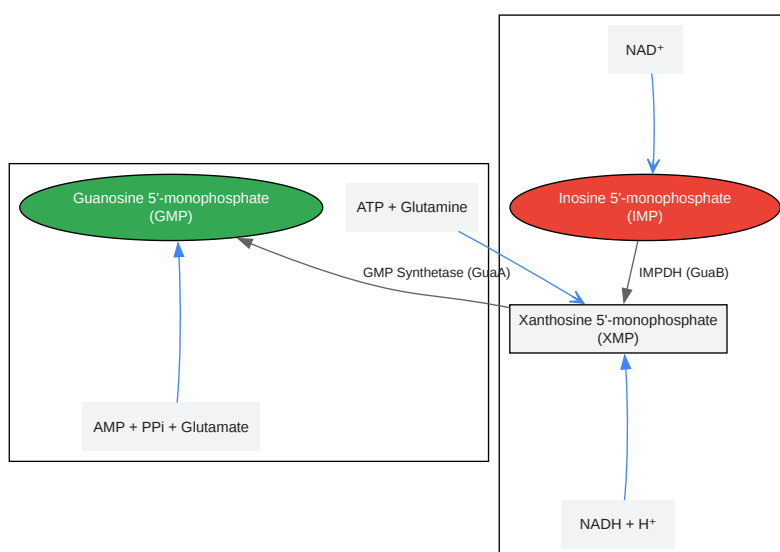 NAD⁺
Guanosine 5'-monophosphate
(GMP)
ATP + Glutamine
Inosine 5'-monophosphate
(IMP)
GMP Synthetase (GuaA)
IMPDH (GuaB)
Xanthosine 5'-monophosphate
(XMP)
AMP + PPi + Glutamate
NADH + H⁺